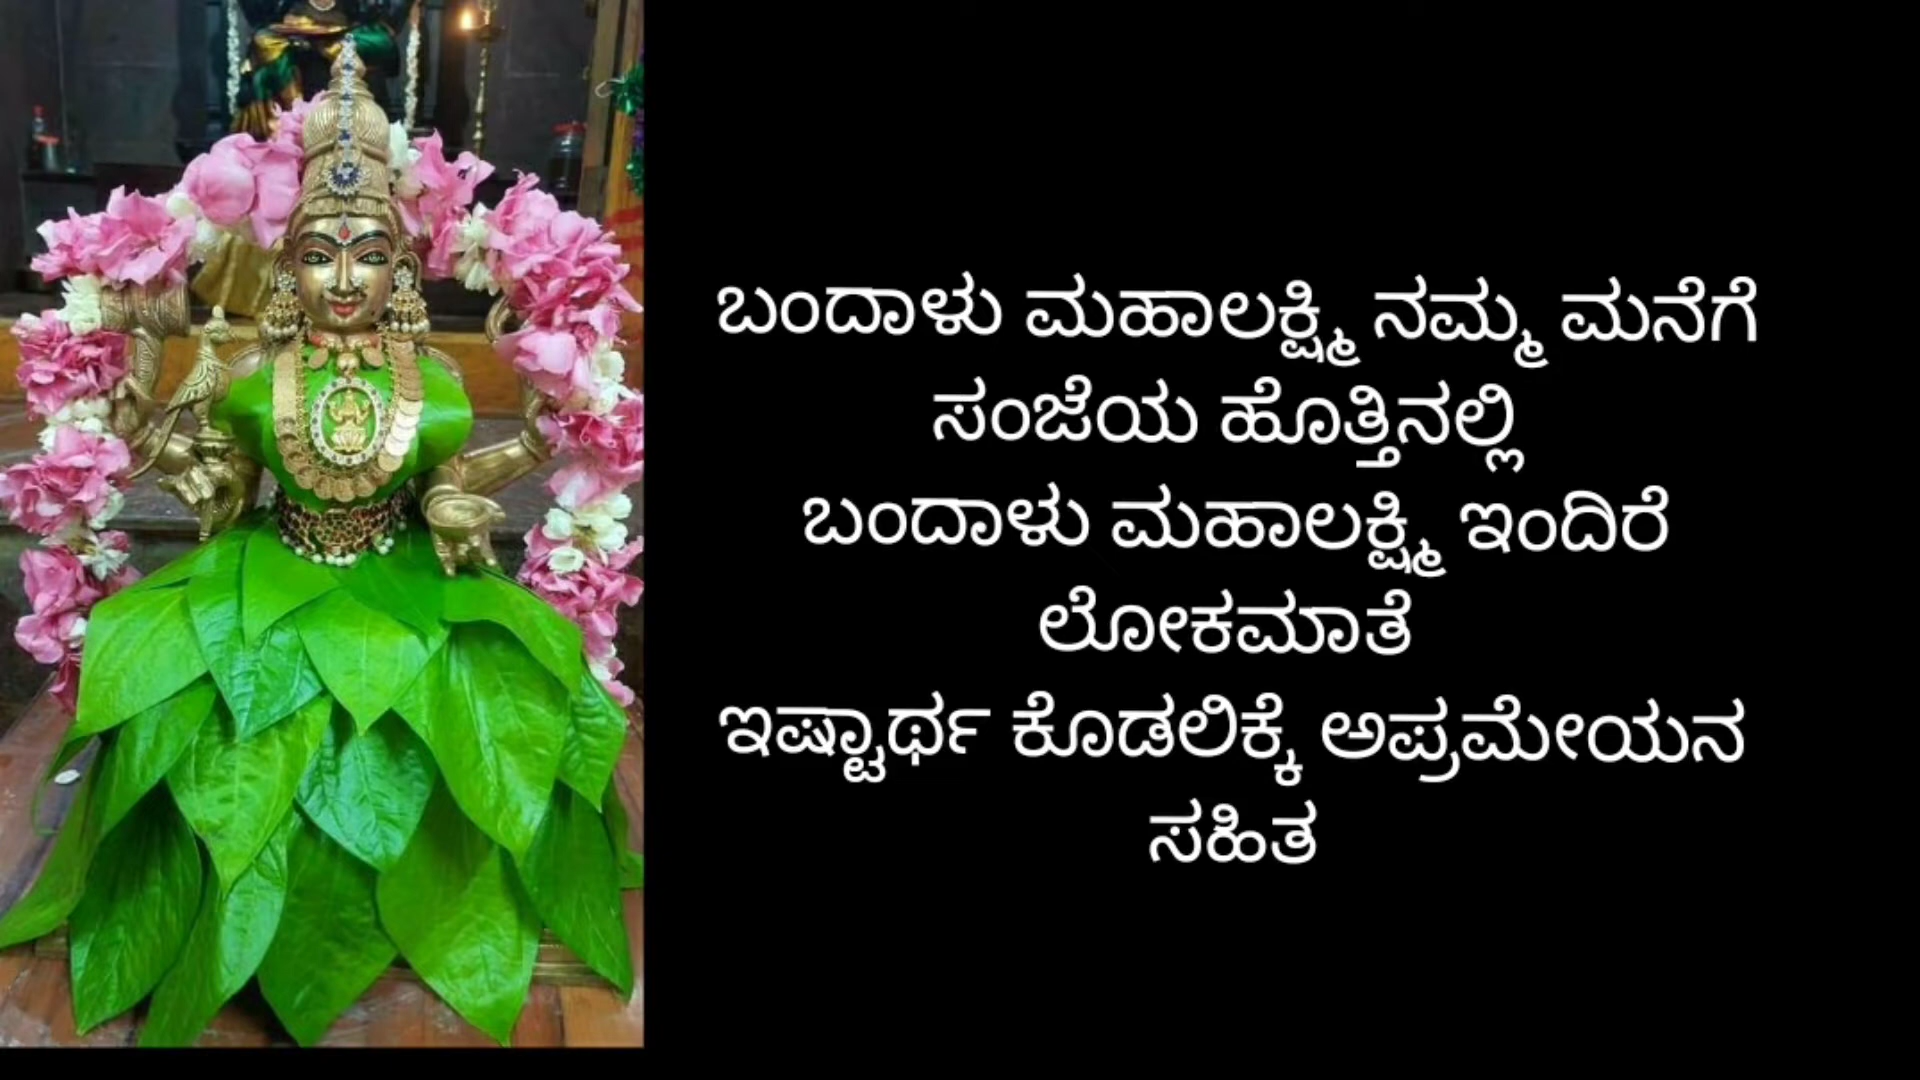 ಬಂದಾಳು ಮಹಾಲಕ್ಷ್ಮಿ ನಮ್ಮ ಮನೆಗೆ
ಸಂಜೆಯ ಹೊತ್ತಿನಲ್ಲಿ
ಬಂದಾಳು ಮಹಾಲಕ್ಷ್ಮಿ ಇಂದಿರೆ
ಲೋಕಮಾತೆ
ಇಷ್ಟಾರ್ಥ ಕೊಡಲಿಕ್ಕೆ ಅಪ್ರಮೇಯನ
ಸಹಿತ